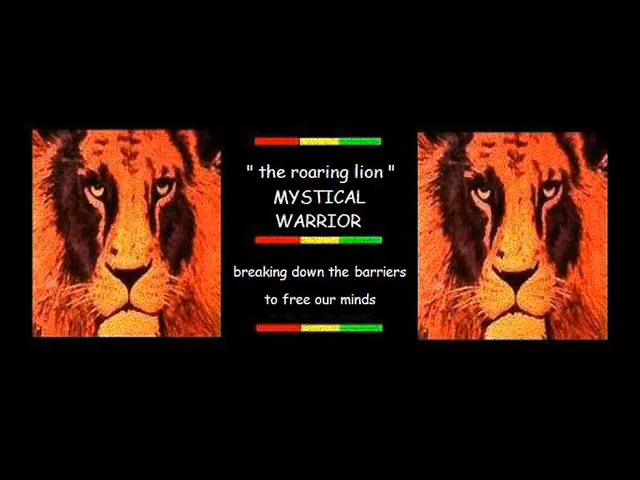 " the roaring lion "
MYSTICAL
WARRIOR
breaking down the barriers
to free our minds